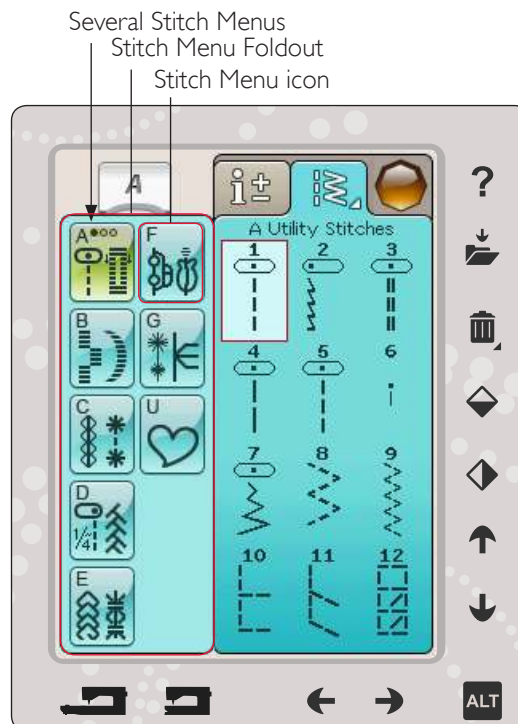 Several Stitch Menus
Stitch Menu Foldout
Stitch Menu icon
A
i±
?
A
F
A Utility Stitches
1 2 3
B
G
4 5 6
C
U
7 8 9
D
1/4"
10 11 12
E
ALT